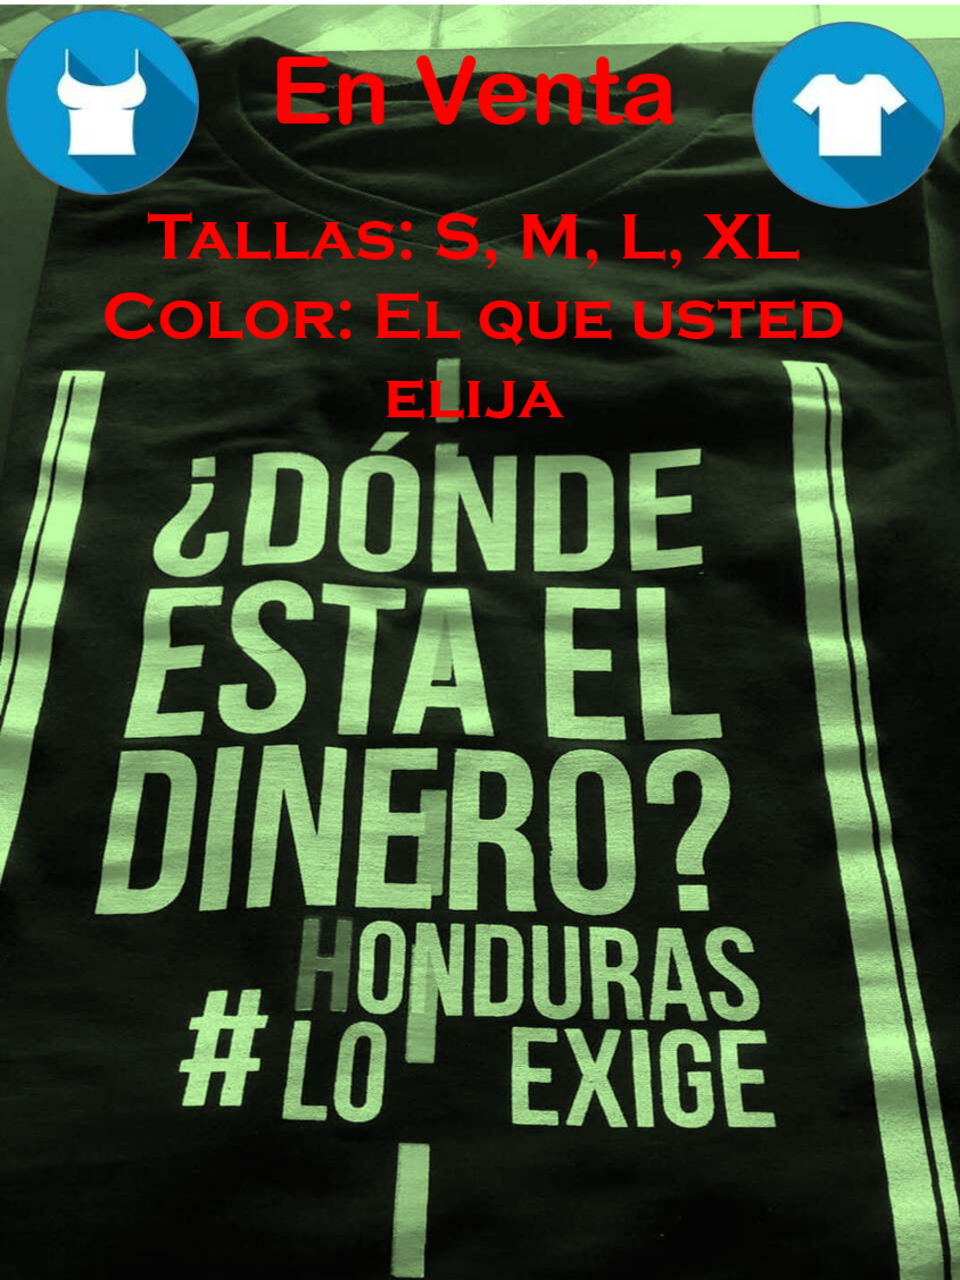 En Venta
TALLAS: S, M, L, XL
COLOR: EL QUE USTED
ELIJA
¿DÓNDE
ESTA EL
DINERO?
HONDURAS
#LO EXIGE